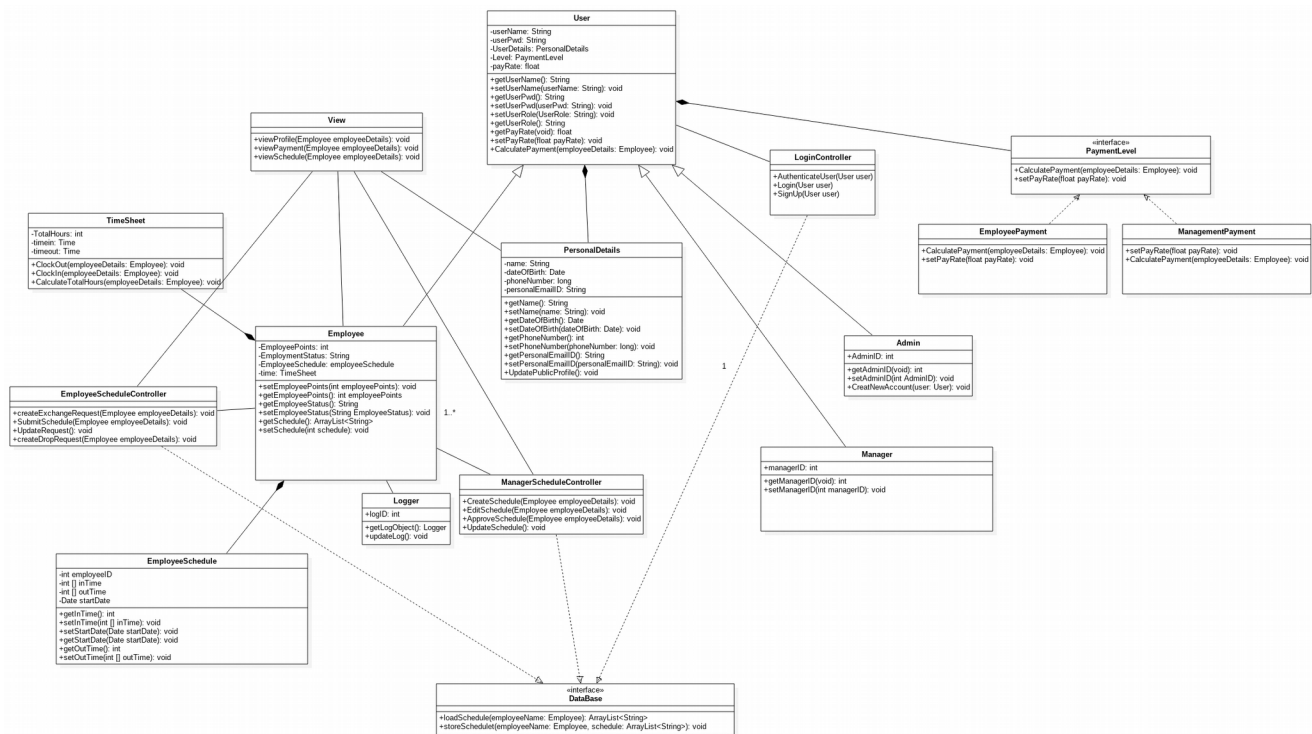 User
-userName: String
-userPwd: String
-UserDetails: PersonalDetails
-Level: PaymentLevel
-payRate: float
+getUserName(): String
+setUserName(userName: String): void
+getUserPwd(): String
+setUserPwd(userPwd: String): void
+setUserRole(UserRole: String): void
+getUserRole(): String
+getPayRate(void): float
+setPayRate(float payRate): void
+CalculatePayment(employeeDetails: Employee): void
View
+viewProfile(Employee employeeDetails): void
+viewPayment(Employee employeeDetails): void
+viewSchedule(Employee employeeDetails): void
LoginController
+AuthenticateUser(User user)
+Login(User user)
+SignUp(User user)
«interface»
PaymentLevel
+CalculatePayment(employeeDetails: Employee): void
+setPayRate(float payRate): void
TimeSheet
-TotalHours: int
-timein: Time
-timeout: Time
+ClockOut(employeeDetails: Employee): void
+ClockIn(employeeDetails: Employee): void
+CalculateTotalHours(employeeDetails: Employee): void
EmployeePayment
+CalculatePayment(employeeDetails: Employee): void
+setPayRate(float payRate): void
ManagementPayment
+setPayRate(float payRate): void
+CalculatePayment(employeeDetails: Employee): void
PersonalDetails
-name: String
-dateOfBirth: Date
-phoneNumber: long
-personalEmailID: String
+getName(): String
+setName(name: String): void
+getDateOfBirth(): Date
+setDateOfBirth(dateOfBirth: Date): void
+getPhoneNumber(): int
+setPhoneNumber(phoneNumber: long): void
+getPersonalEmailID(): String
+setPersonalEmailID(personalEmailID: String): void
+UpdatePublicProfile(): void
Employee
-EmployeePoints: int
-EmploymentStatus: String
-EmployeeSchedule: employeeSchedule
-time: TimeSheet
+setEmployeePoints(int employeePoints): void
+getEmployeePoints(): int employeePoints
+getEmployeeStatus(): String
+setEmployeeStatus(String EmployeeStatus): void
+getSchedule(): ArrayList<String>
+setSchedule(int schedule): void
1..*
1
Admin
+AdminID: int
+getAdminID(void): int
+setAdminID(int AdminID): void
+CreatNewAccount(user: User): void
EmployeeScheduleController
+createExchangeRequest(Employee employeeDetails): void
+SubmitSchedule(Employee employeeDetails): void
+UpdateRequest(): void
+createDropRequest(Employee employeeDetails): void
Manager
+managerID: int
+getManagerID(void): int
+setManagerID(int managerID): void
ManagerScheduleController
+CreateSchedule(Employee employeeDetails): void
+EditSchedule(Employee employeeDetails): void
+ApproveSchedule(Employee employeeDetails): void
+UpdateSchedule(): void
Logger
+logID: int
+getLogObject(): Logger
+updateLog(): void
EmployeeSchedule
-int employeeID
-int [] inTime
-int [] outTime
-Date startDate
+getInTime(): int
+setInTime(int [] inTime): void
+setStartDate(Date startDate): void
+getStartDate(Date startDate): void
+getOutTime(): int
+setOutTime(int [] outTime): void
«interface»
DataBase
+loadSchedule(employeeName: Employee): ArrayList<String>
+storeSchedulet(employeeName: Employee, schedule: ArrayList<String>): void